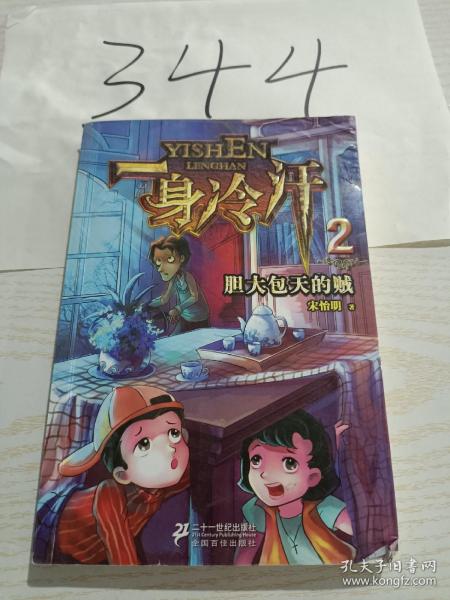 344
YISHEN
LENGHAN
一身冷汗
2
胆大包天的贼
宋怡明 著
21 二十一世纪出版社
21st Century Publishing House
全国百佳出版社
孔夫子旧书网
www.kongfz.com